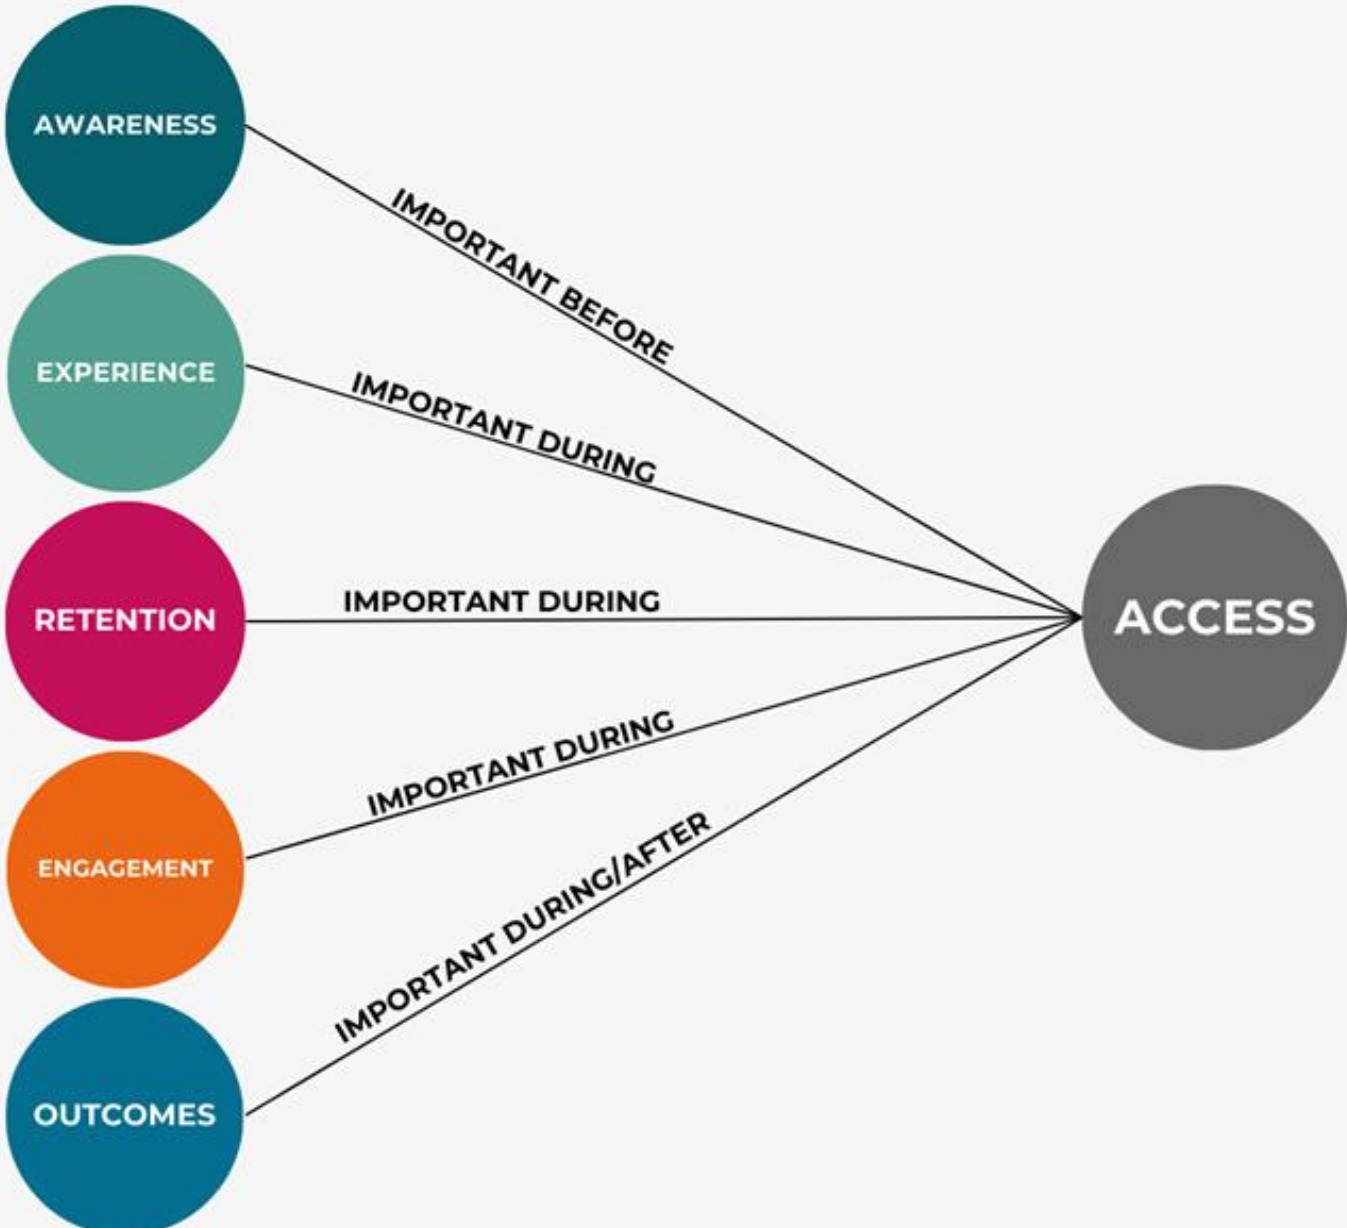 AWARENESS
IMPORTANT BEFORE
EXPERIENCE
IMPORTANT DURING
RETENTION
IMPORTANT DURING
ACCESS
ENGAGEMENT
IMPORTANT DURING
OUTCOMES
IMPORTANT DURING/AFTER